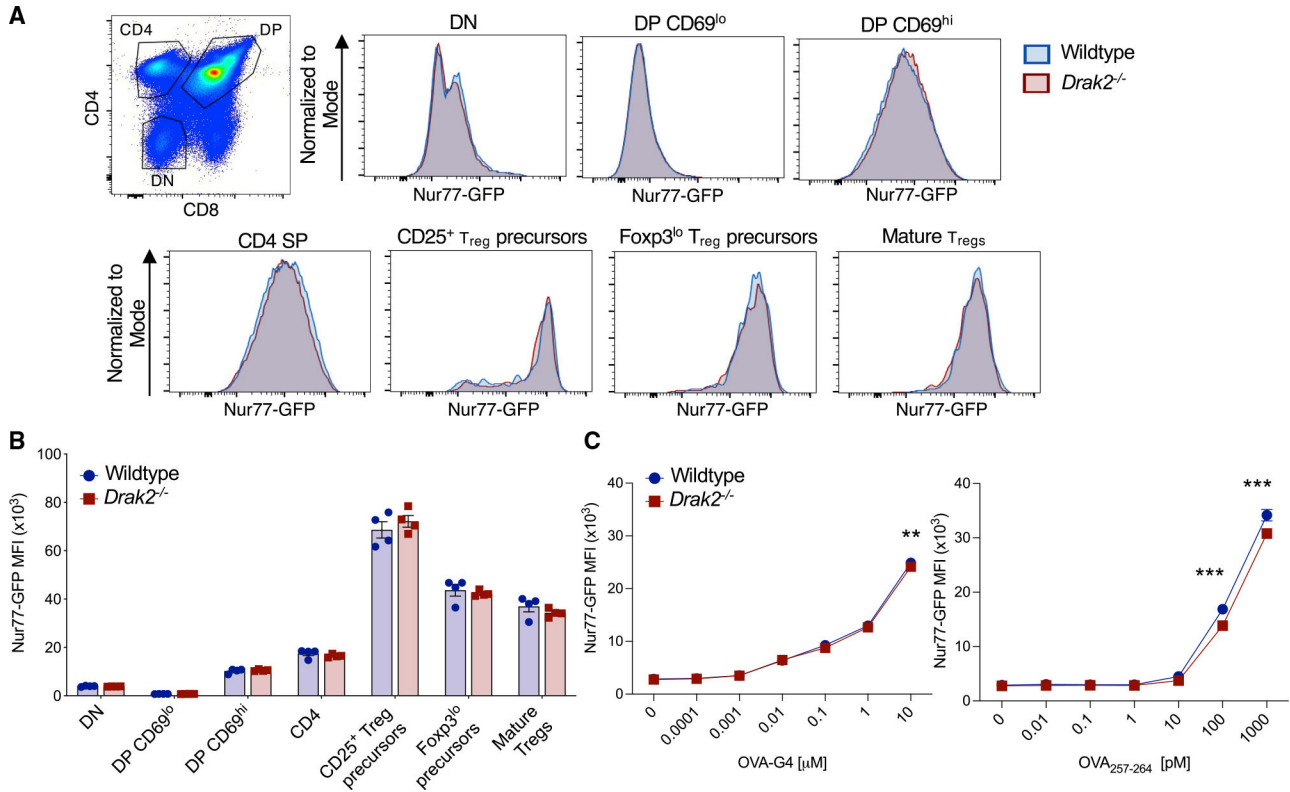 A
CD4
DP
DN
CD4
CD8
DN
DP CD69lo
DP CD69hi
Wildtype
Drak2-/-
Normalized to
Mode
Nur77-GFP
Nur77-GFP
Nur77-GFP
CD4 SP
CD25+ Treg precursors
Foxp3lo Treg precursors
Mature Tregs
Normalized to
Mode
Nur77-GFP
Nur77-GFP
Nur77-GFP
Nur77-GFP
B
Wildtype
Drak2-/-
Nur77-GFP MFI (x10³)
100
80
60
40
20
0
DN
DP CD69lo
DP CD69hi
CD4
CD25+ Treg
precursors
Foxp3lo
precursors
Mature
Tregs
C
Wildtype
Drak2-/-
Nur77-GFP MFI (x10³)
40
30
20
10
0
**
0
0.0001
0.001
0.01
0.1
1
10
OVA-G4 [μM]
Wildtype
Drak2-/-
Nur77-GFP MFI (x10³)
40
30
20
10
0
***
***
0
0.01
0.1
1
10
100
1000
OVA257-264 [pM]